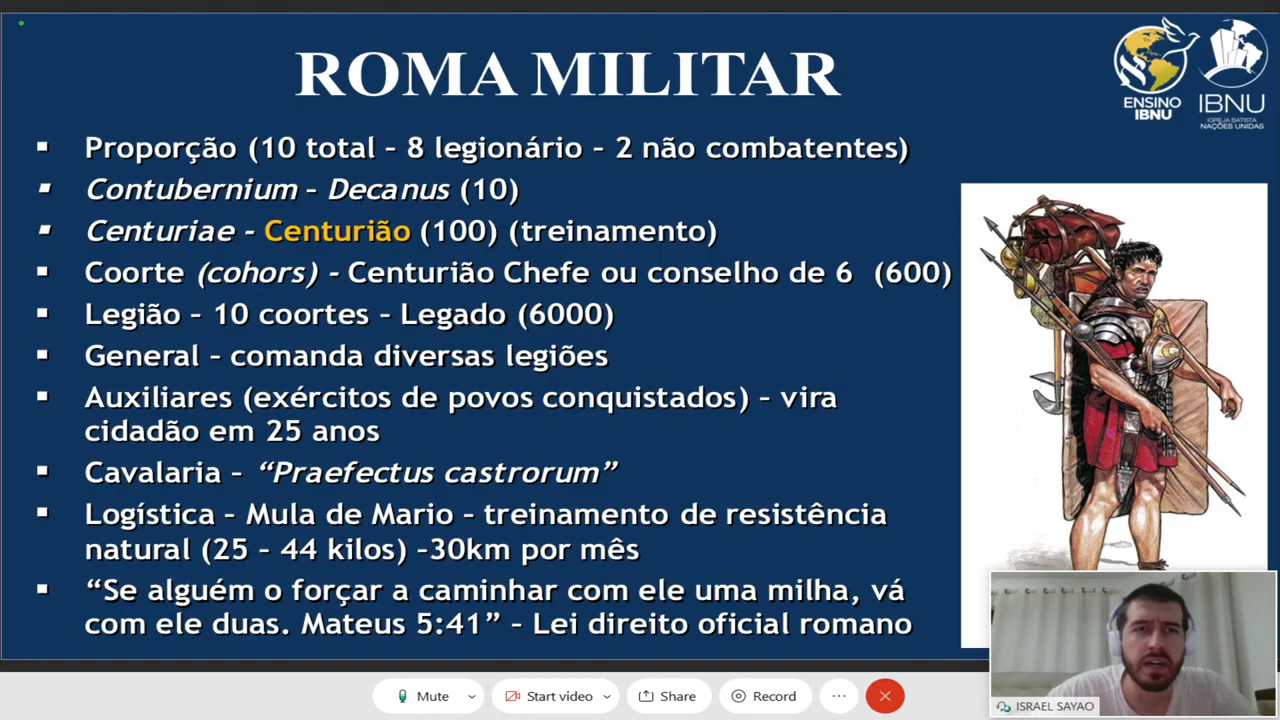 ROMA MILITAR
ENSINO
IBNU
IBNU
IGREJA BATISTA
NAÇÕES UNIDAS
▪ Proporção (10 total – 8 legionário – 2 não combatentes)
▪ Contubernium – Decanus (10)
▪ Centuriae - Centurião (100) (treinamento)
▪ Coorte (cohors) - Centurião Chefe ou conselho de 6 (600)
▪ Legião – 10 coortes – Legado (6000)
▪ General – comanda diversas legiões
▪ Auxiliares (exércitos de povos conquistados) – vira
cidadão em 25 anos
▪ Cavalaria – “Praefectus castrorum”
▪ Logística – Mula de Mario – treinamento de resistência
natural (25 – 44 kilos) –30km por mês
▪ “Se alguém o forçar a caminhar com ele uma milha, vá
com ele duas. Mateus 5:41” – Lei direito oficial romano
ISRAEL SAYAO
Mute
Start video
Share
Record